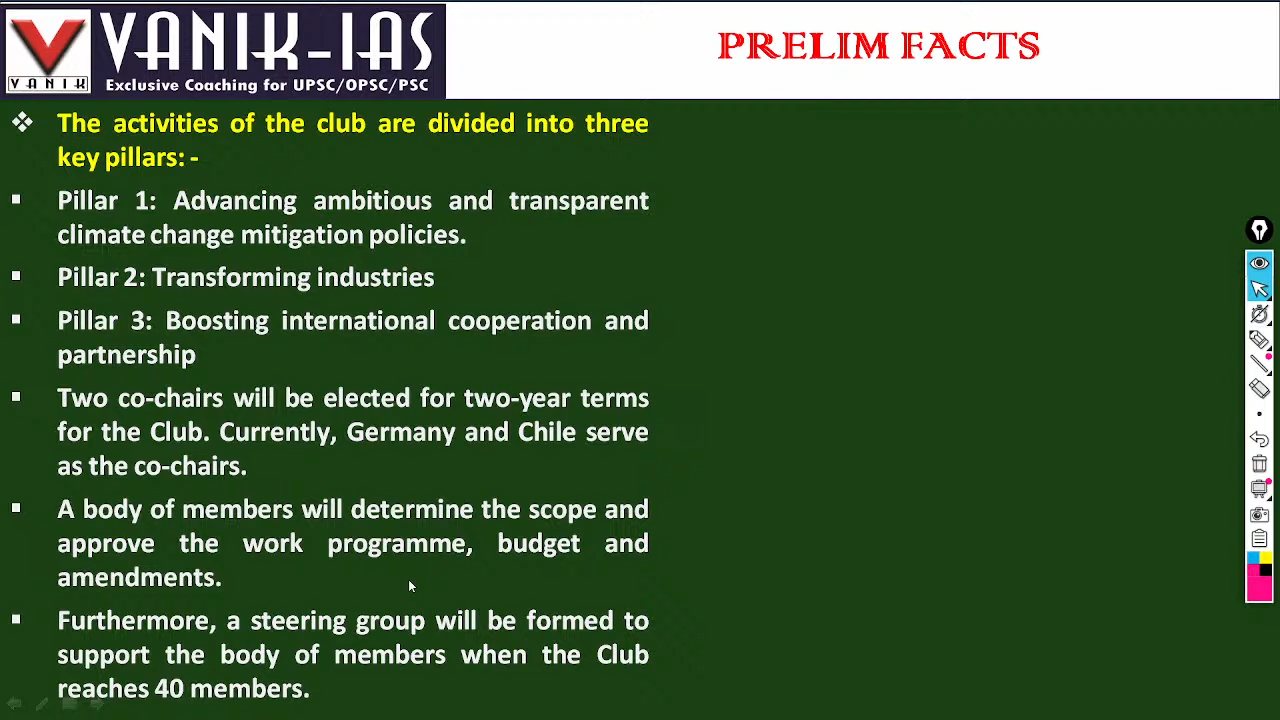 VANIK
VANIK-IAS
Exclusive Coaching for UPSC/OPSC/PSC
PRELIM FACTS
The activities of the club are divided into three
key pillars: -
Pillar 1: Advancing ambitious and transparent
climate change mitigation policies.
Pillar 2: Transforming industries
Pillar 3: Boosting international cooperation and
partnership
Two co-chairs will be elected for two-year terms
for the Club. Currently, Germany and Chile serve
as the co-chairs.
A body of members will determine the scope and
approve the work programme, budget and
amendments.
Furthermore, a steering group will be formed to
support the body of members when the Club
reaches 40 members.